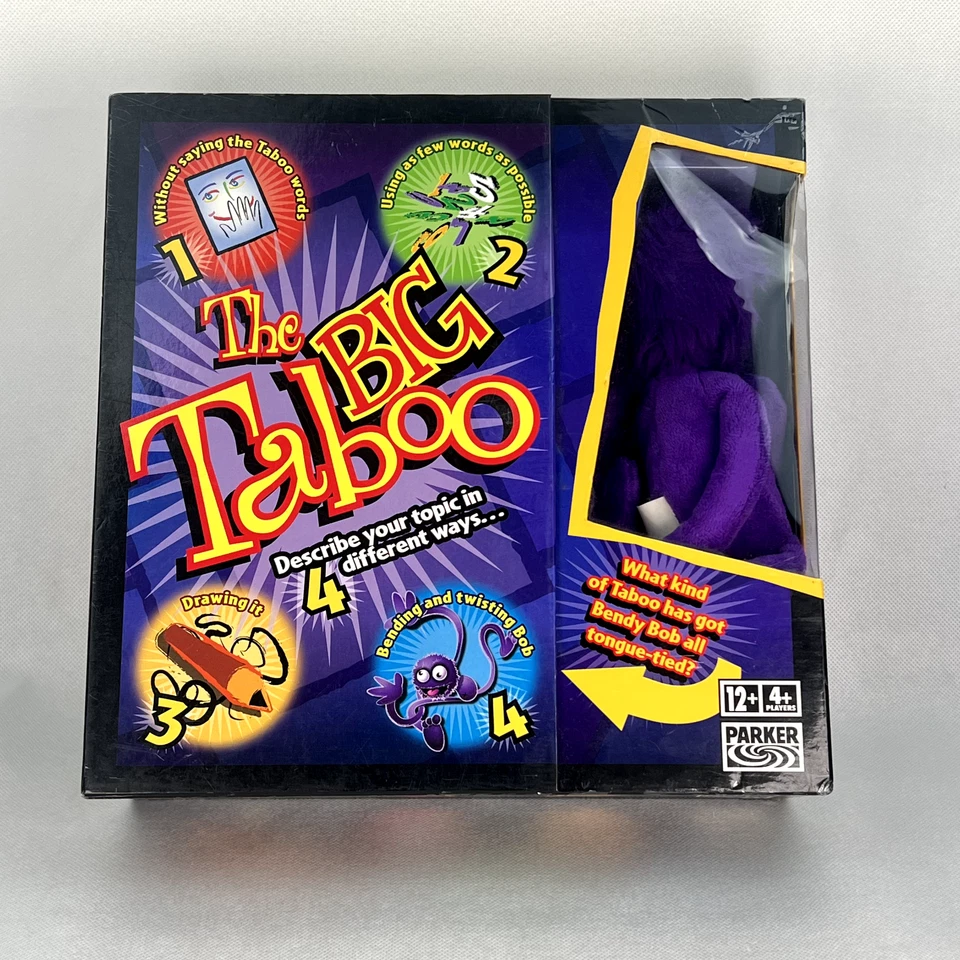 Without saying the Taboo words
1
Using as few words as possible
2
The
BIG
Taboo
Describe your topic in
4 different ways...
Drawing it
3
Bending and twisting Bob
4
What kind
of Taboo has got
Bendy Bob all
tongue-tied?
12+ 4+
PLAYERS
PARKER